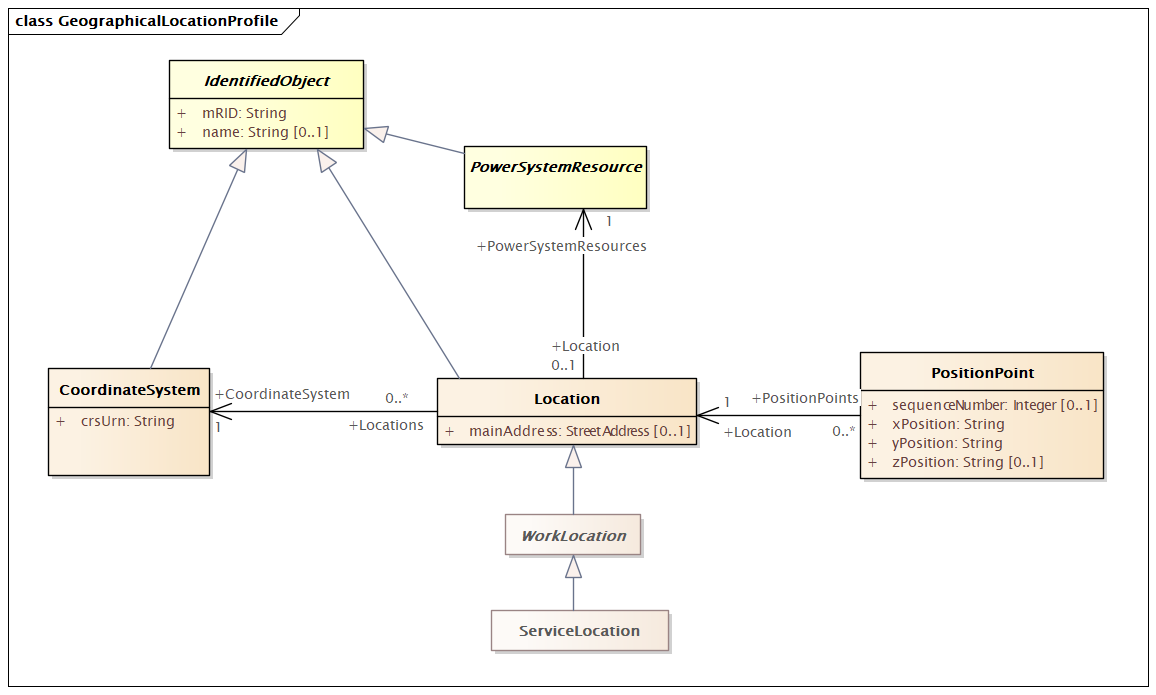 class GeographicalLocationProfile
IdentifiedObject
+ mRID: String
+ name: String [0..1]
PowerSystemResource
1
+PowerSystemResources
+Location
0..1
CoordinateSystem
+ crsUrn: String
+CoordinateSystem
0..*
1
+Locations
Location
+ mainAddress: StreetAddress [0..1]
1
+PositionPoints
+Location
0..*
PositionPoint
+ sequenceNumber: Integer [0..1]
+ xPosition: String
+ yPosition: String
+ zPosition: String [0..1]
WorkLocation
ServiceLocation